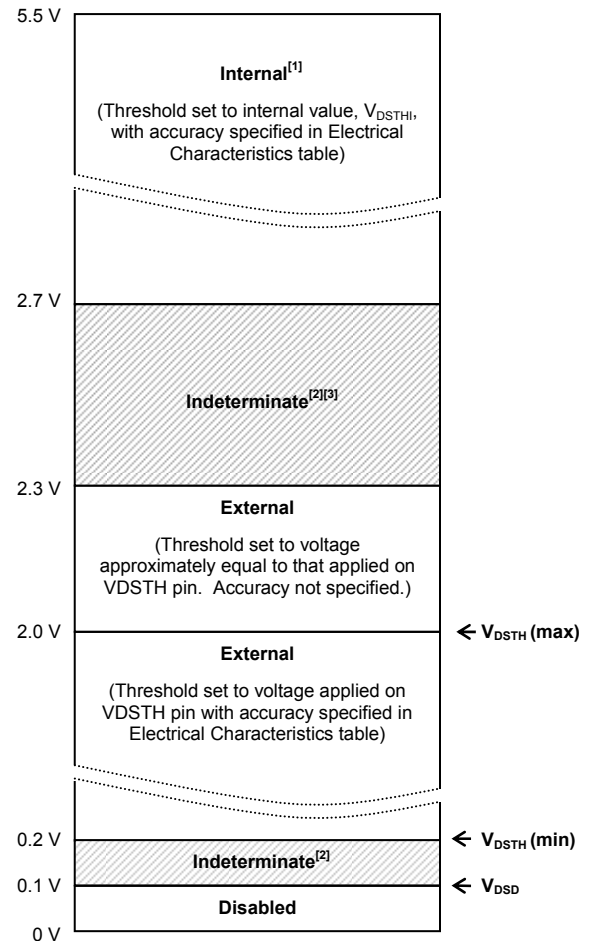 5.5 V
Internal[1]
(Threshold set to internal value, VDSTHI,
with accuracy specified in Electrical
Characteristics table)
2.7 V
Indeterminate[2][3]
2.3 V
External
(Threshold set to voltage
approximately equal to that applied on
VDSTH pin. Accuracy not specified.)
2.0 V
← VDSTH (max)
External
(Threshold set to voltage applied on
VDSTH pin with accuracy specified in
Electrical Characteristics table)
0.2 V
← VDSTH (min)
Indeterminate[2]
0.1 V
← VDSD
Disabled
0 V